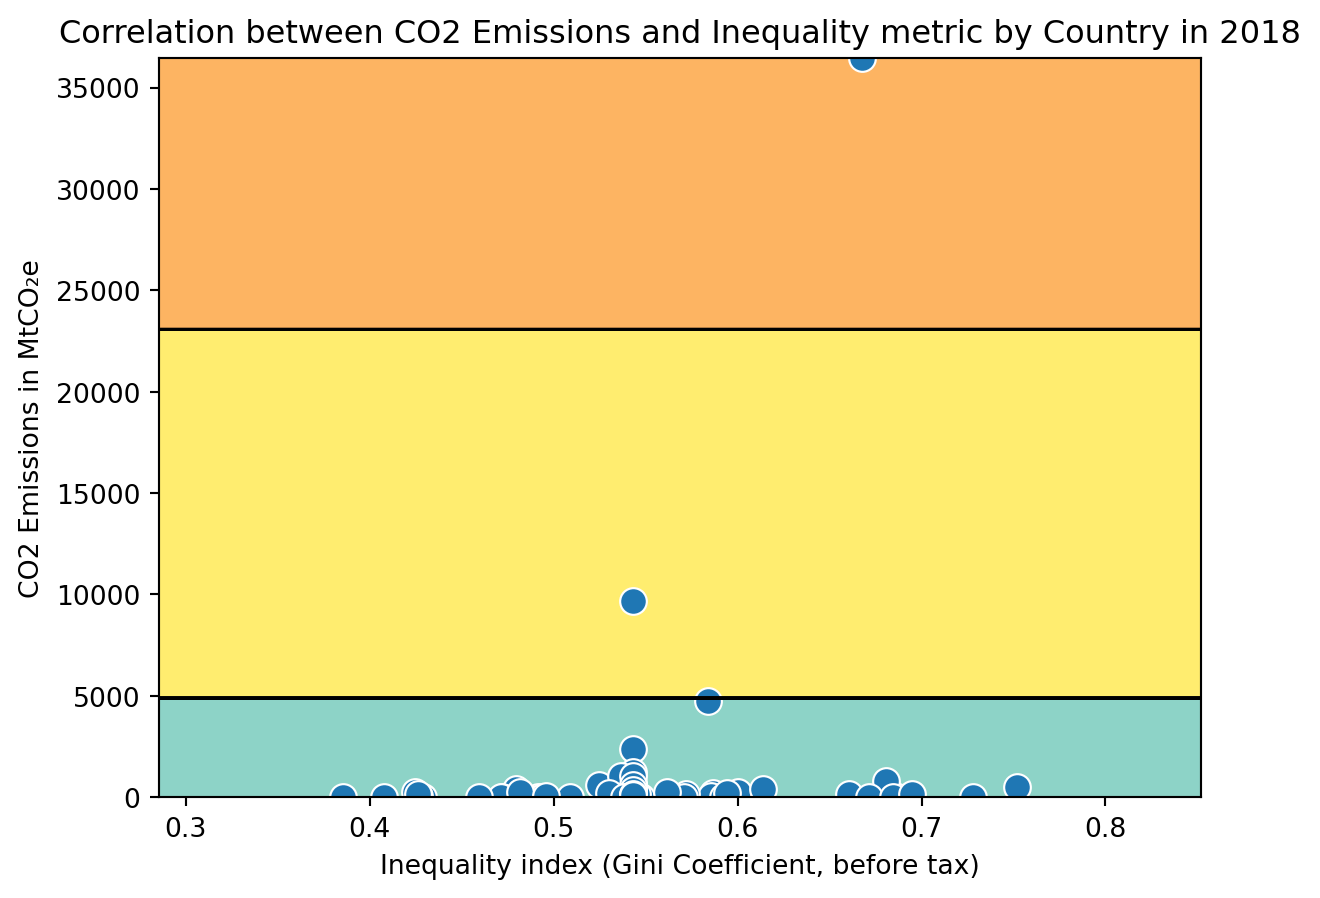 Correlation between CO2 Emissions and Inequality metric by Country in 2018
35000
30000
25000
20000
15000
10000
5000
0
CO2 Emissions in MtCO₂e
0.3 0.4 0.5 0.6 0.7 0.8
Inequality index (Gini Coefficient, before tax)